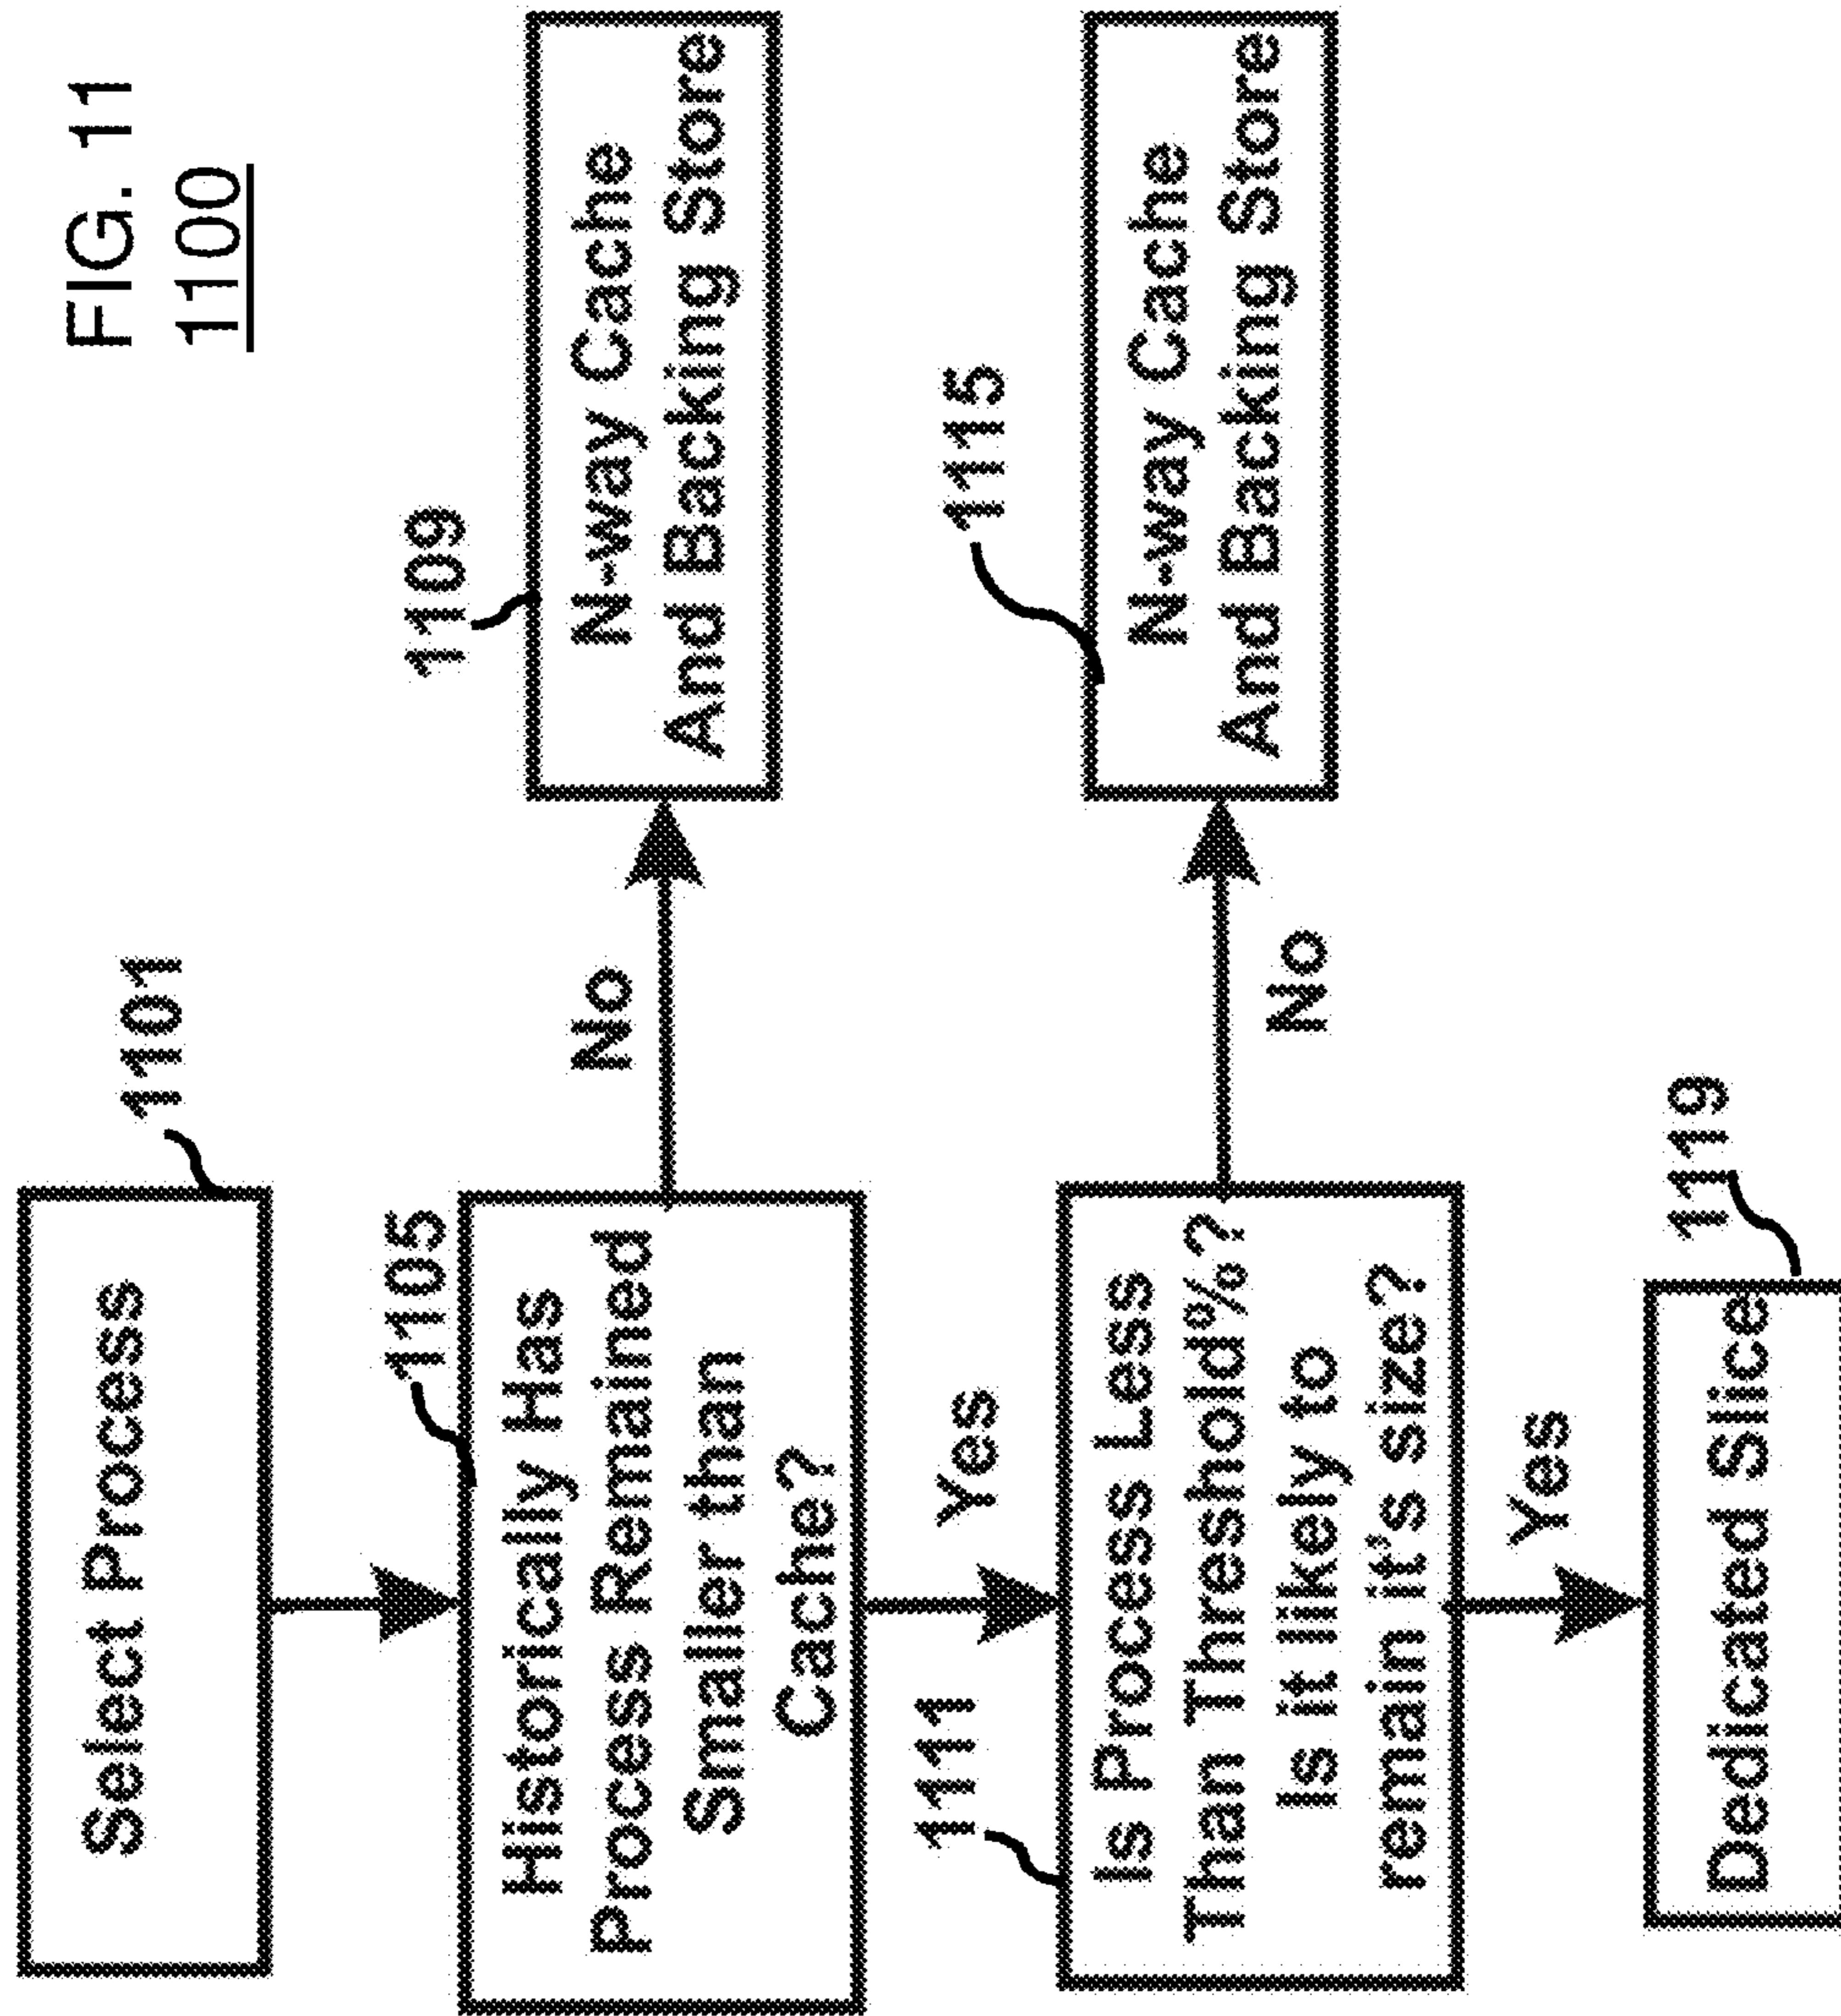 FIG. 11
1100
1101
Select Process
1105
Historically Has
Process Remained
Smaller than
Cache?
No
1109
N-way Cache
And Backing Store
Yes
1111
Is Process Less
Than Threshold%?
Is it likely to
remain it's size?
No
1115
N-way Cache
And Backing Store
Yes
1119
Dedicated Slice